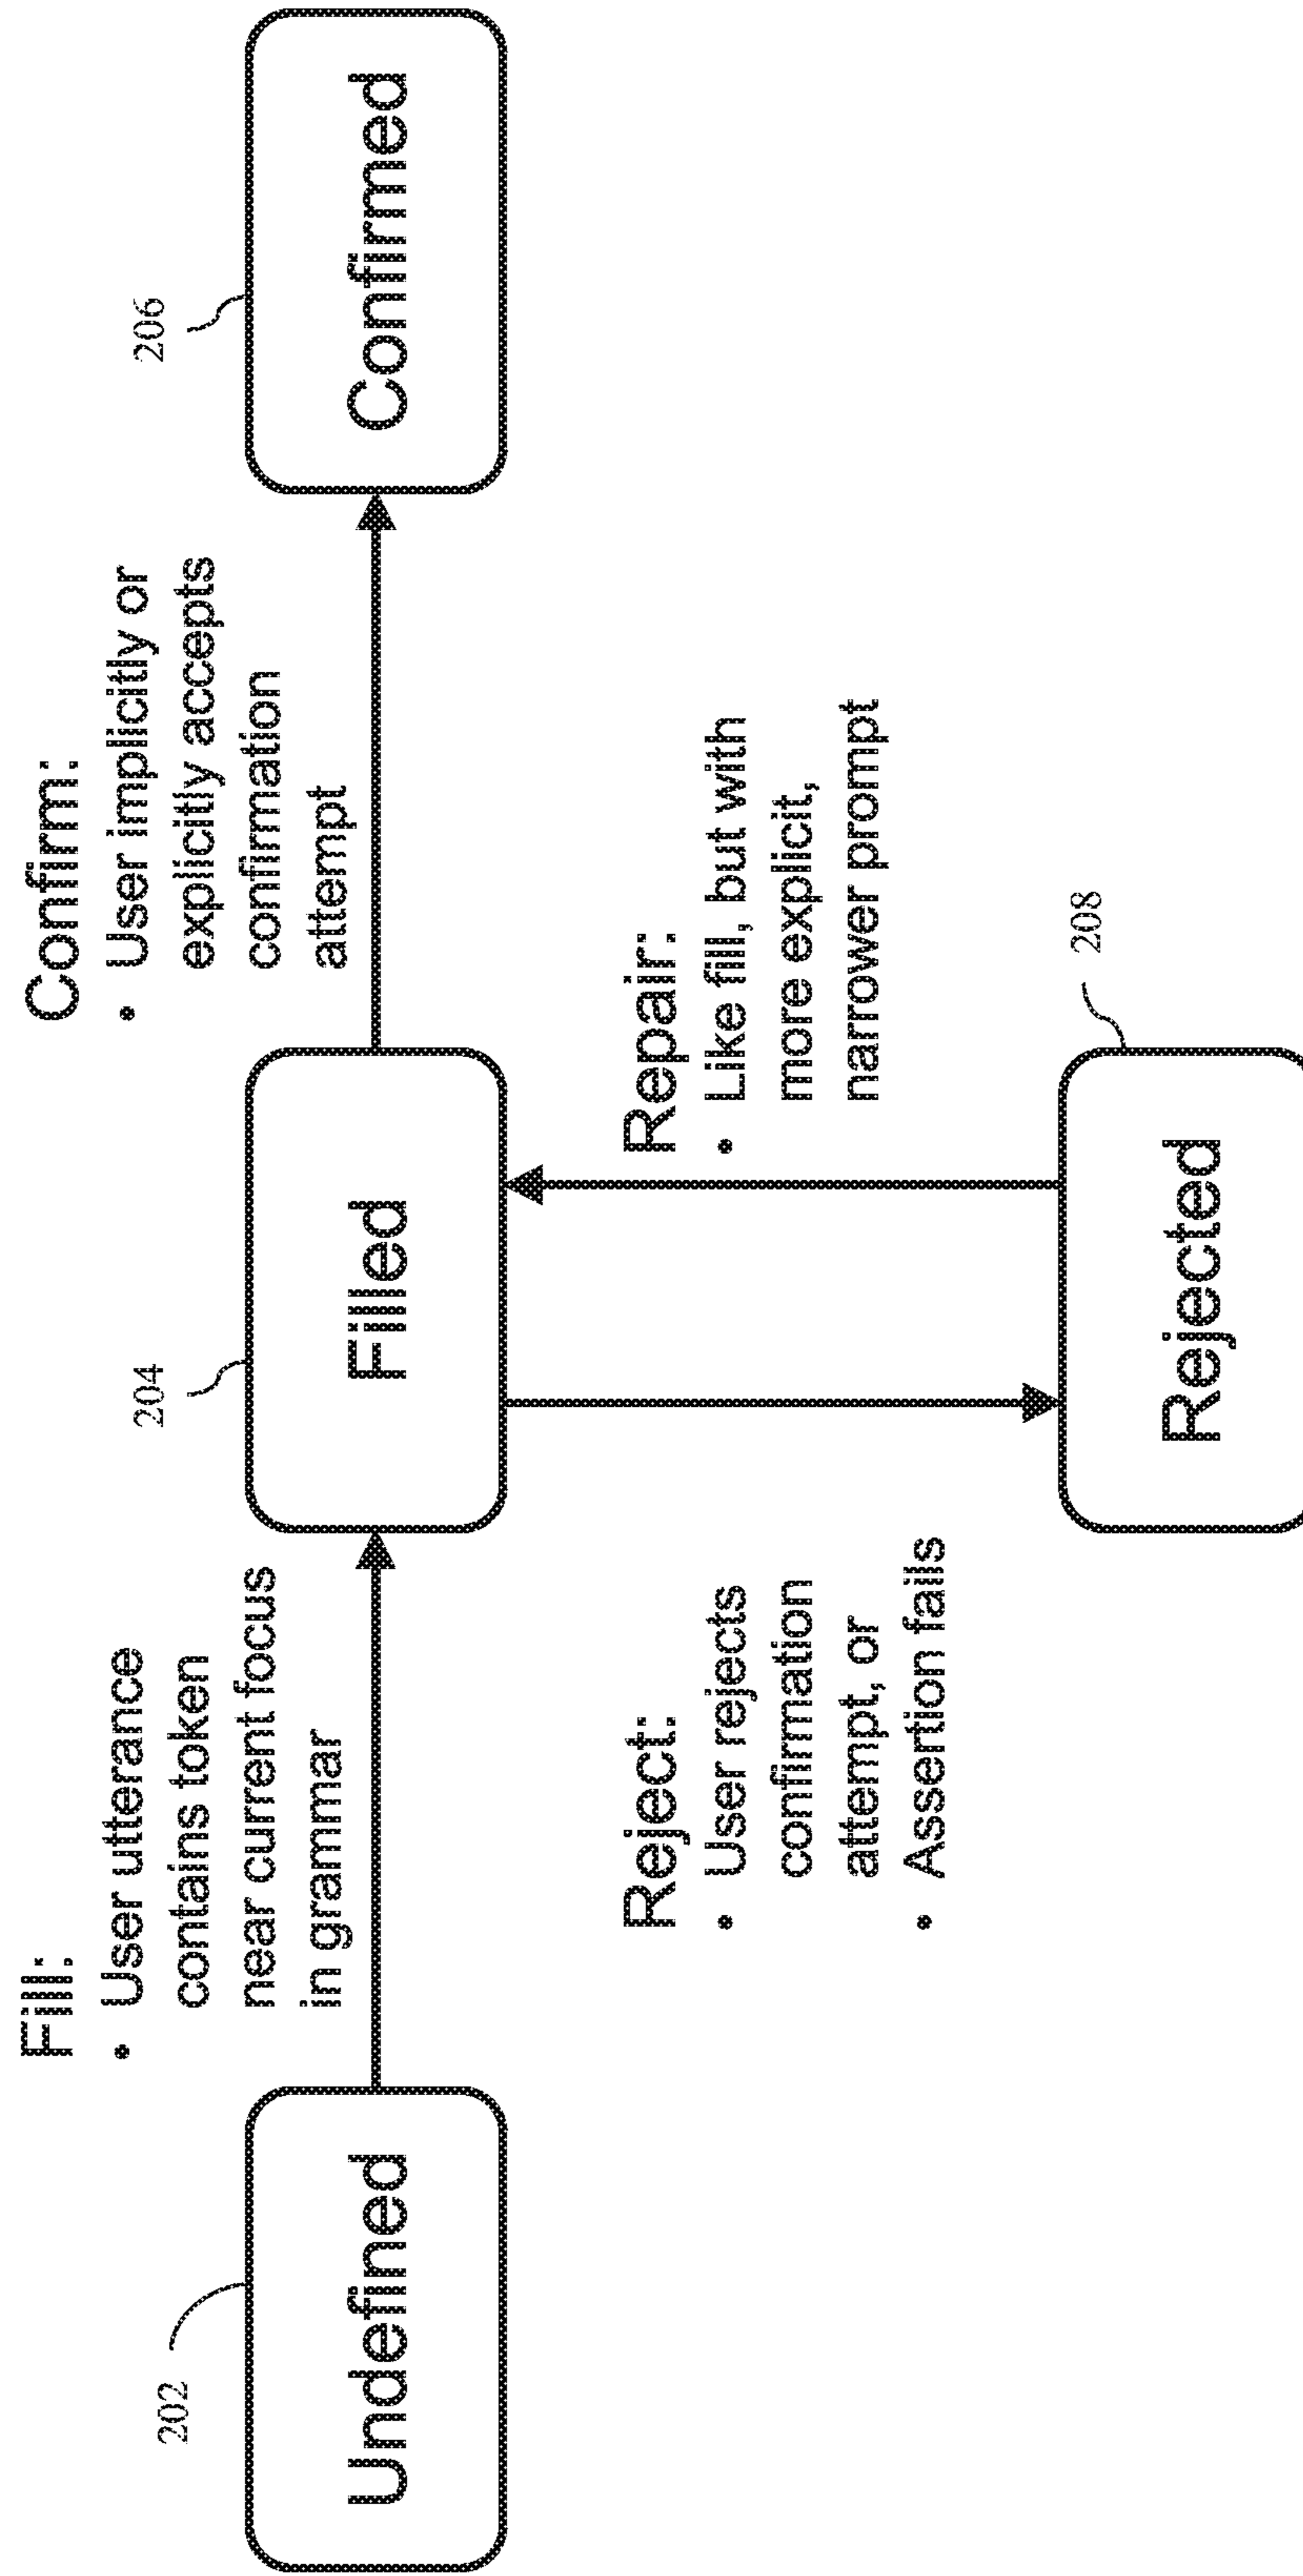 Fill:
• User utterance
contains token
near current focus
in grammar
Confirm:
• User implicitly or
explicitly accepts
confirmation
attempt
202
Undefined
204
Filled
206
Confirmed
Reject:
• User rejects
confirmation
attempt, or
• Assertion fails
Repair:
• Like fill, but with
more explicit,
narrower prompt
208
Rejected